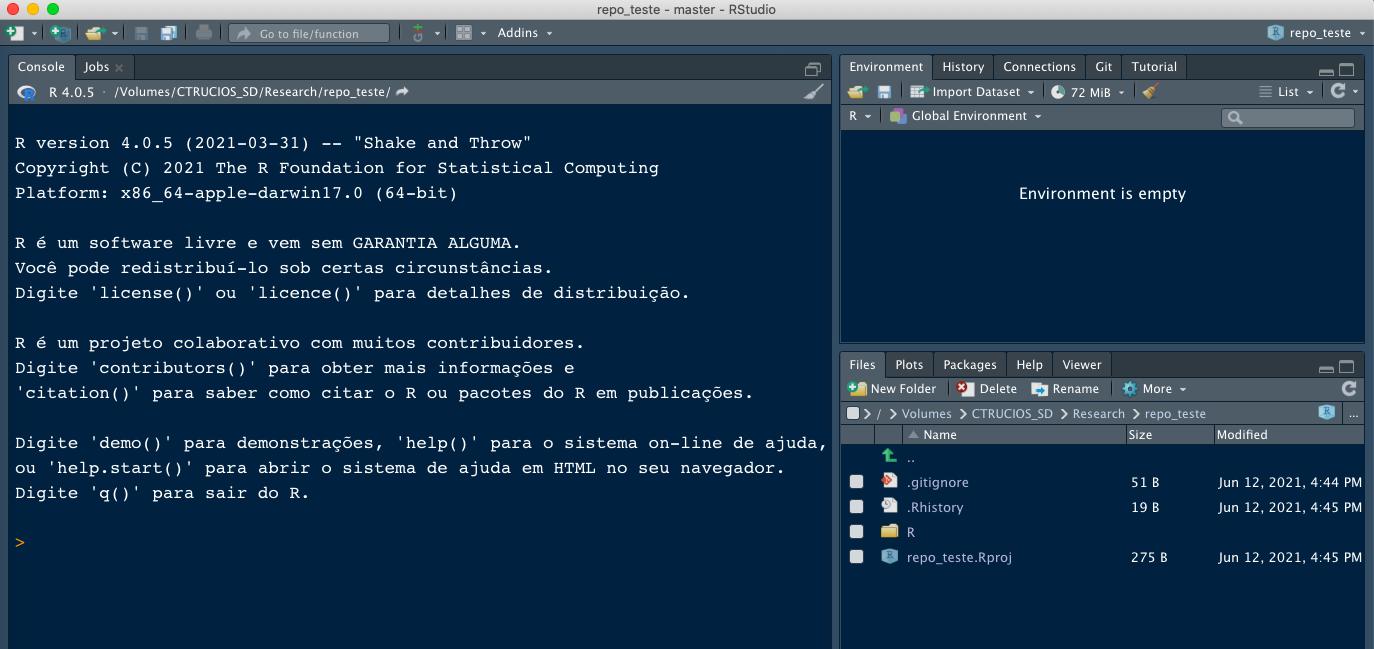 repo_teste - master - RStudio
Go to file/function
Addins
repo_teste
Console Jobs
R 4.0.5 · /Volumes/CTRUCIOS_SD/Research/repo_teste/
R version 4.0.5 (2021-03-31) -- "Shake and Throw"
Copyright (C) 2021 The R Foundation for Statistical Computing
Platform: x86_64-apple-darwin17.0 (64-bit)
R é um software livre e vem sem GARANTIA ALGUMA.
Você pode redistribuí-lo sob certas circunstâncias.
Digite 'license()' ou 'licence()' para detalhes de distribuição.
R é um projeto colaborativo com muitos contribuidores.
Digite 'contributors()' para obter mais informações e
'citation()' para saber como citar o R ou pacotes do R em publicações.
Digite 'demo()' para demonstrações, 'help()' para o sistema on-line de ajuda,
ou 'help.start()' para abrir o sistema de ajuda em HTML no seu navegador.
Digite 'q()' para sair do R.
>
Environment History Connections Git Tutorial
Import Dataset 72 MiB List
R Global Environment
Environment is empty
Files Plots Packages Help Viewer
New Folder Delete Rename More
/ Volumes CTRUCIOS_SD Research repo_teste ...
Name Size Modified
..
.gitignore 51 B Jun 12, 2021, 4:44 PM
.Rhistory 19 B Jun 12, 2021, 4:45 PM
R
repo_teste.Rproj 275 B Jun 12, 2021, 4:45 PM